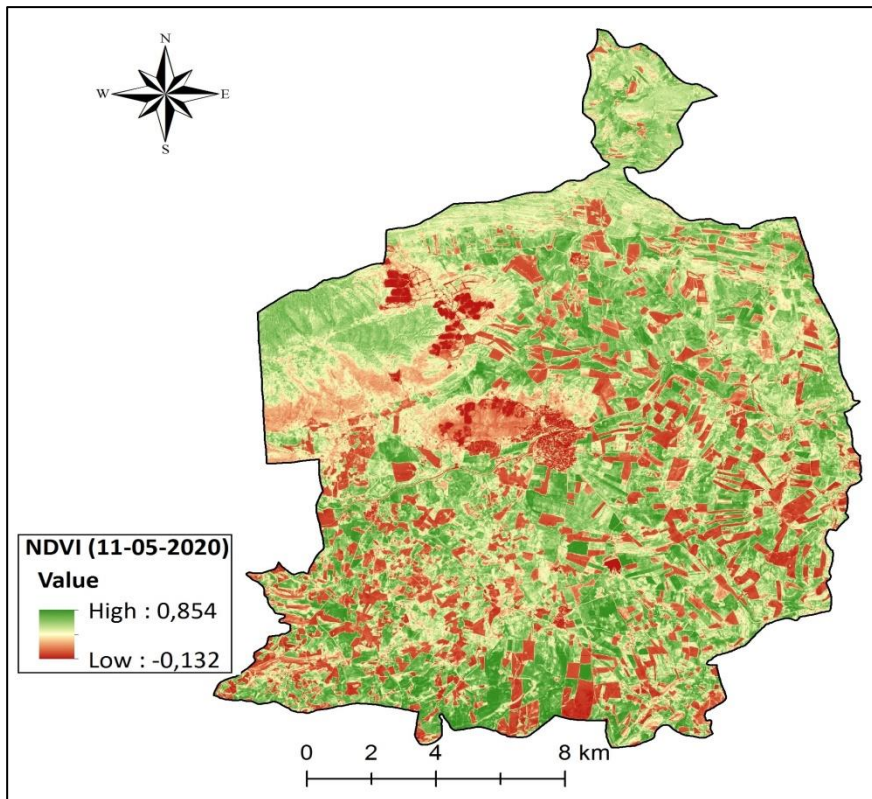 N
W E
S
NDVI (11-05-2020)
Value
High : 0,854
Low : -0,132
0 2 4 8 km